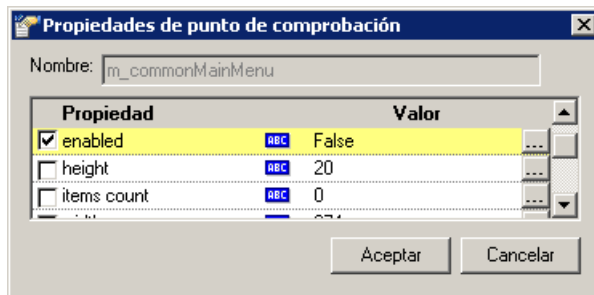 Propiedades de punto de comprobación
Nombre: m_commonMainMenu
Propiedad Valor
enabled ABC False ...
height ABC 20 ...
items count ABC 0 ...
Aceptar Cancelar